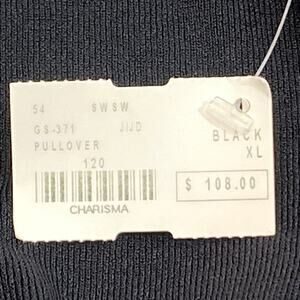 54 SWSW
GS-371 JIJD
PULLOVER
120
CHARISMA
BLACK
XL
$ 108.00